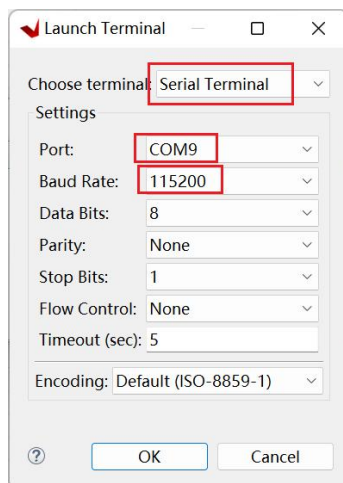 Launch Terminal
Choose terminal: Serial Terminal
Settings
Port: COM9
Baud Rate: 115200
Data Bits: 8
Parity: None
Stop Bits: 1
Flow Control: None
Timeout (sec): 5
Encoding: Default (ISO-8859-1)
OK Cancel